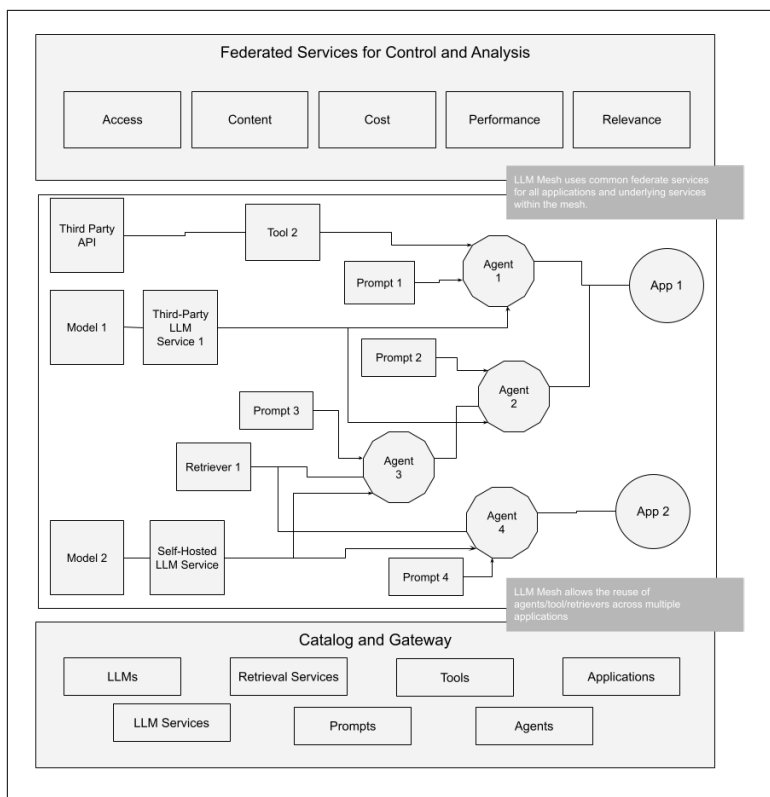 Federated Services for Control and Analysis
Access
Content
Cost
Performance
Relevance
LLM Mesh uses common federate services
for all applications and underlying services
within the mesh.
Third Party
API
Tool 2
Agent
1
App 1
Prompt 1
Model 1
Third-Party
LLM
Service 1
Prompt 2
Agent
2
Prompt 3
Agent
3
Retriever 1
Agent
4
App 2
Model 2
Self-Hosted
LLM Service
Prompt 4
LLM Mesh allows the reuse of
agents/tool/retrievers across multiple
applications
Catalog and Gateway
LLMs
Retrieval Services
Tools
Applications
LLM Services
Prompts
Agents